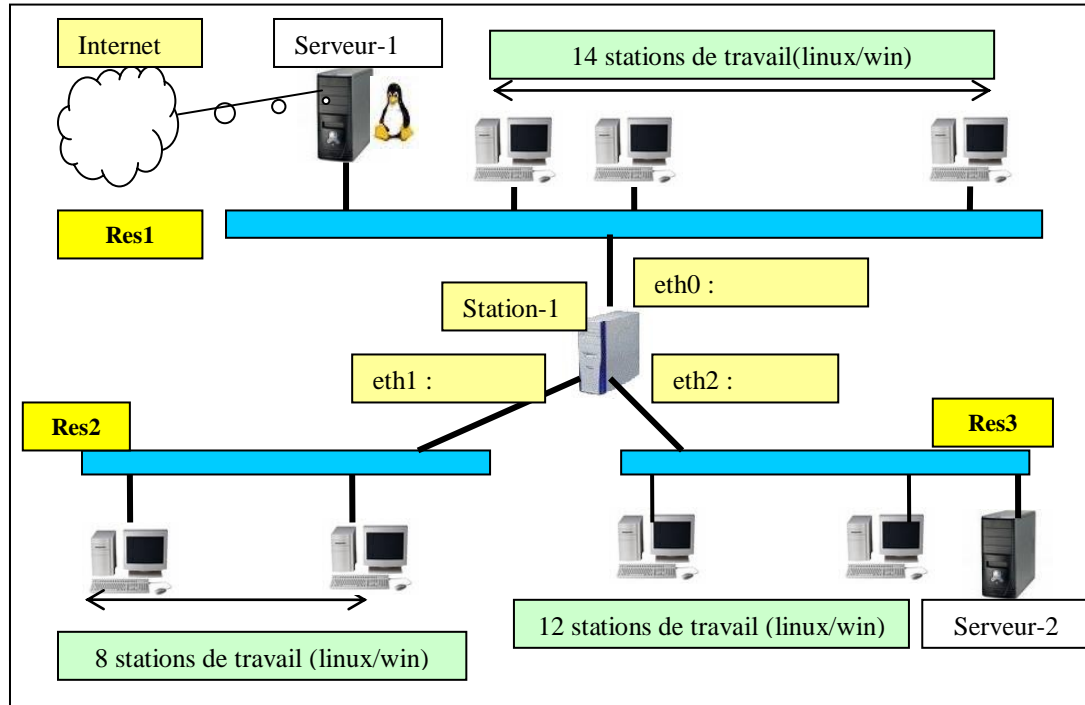 Internet
Serveur-1
14 stations de travail(linux/win)
Res1
eth0 :
Station-1
eth1 :
eth2 :
Res2
Res3
12 stations de travail (linux/win)
Serveur-2
8 stations de travail (linux/win)